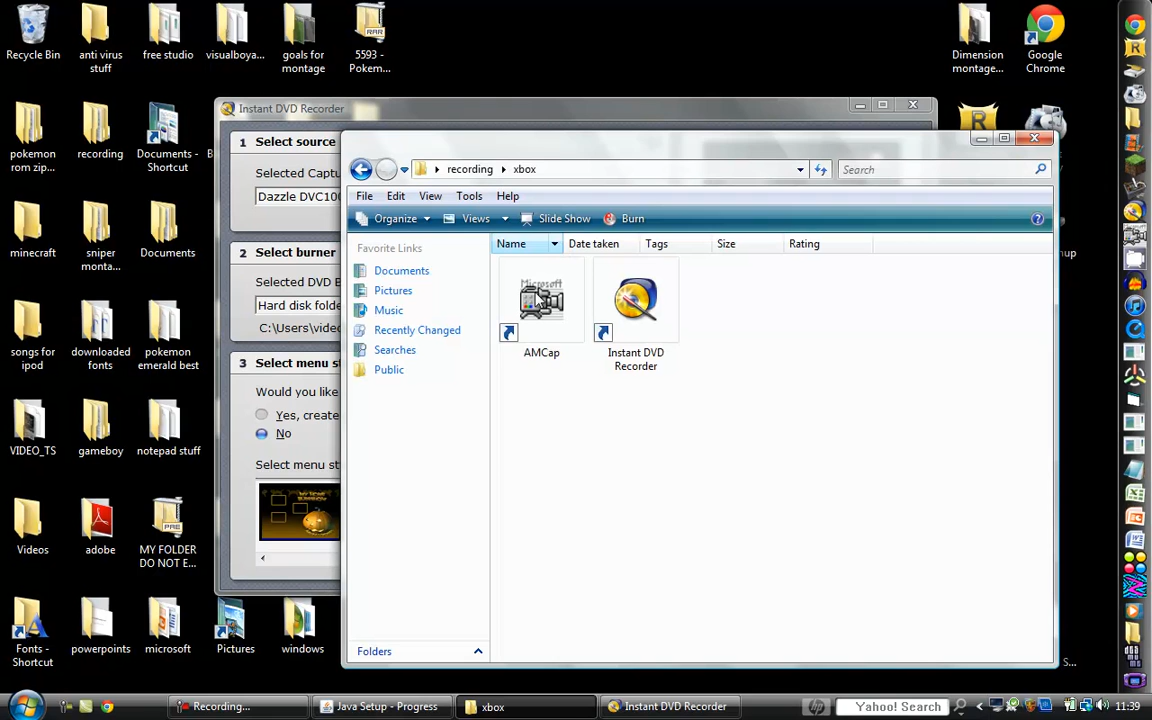 Recycle Bin
anti virus
stuff
free studio
visualboya...
goals for
montage
5593 -
Pokem...
Dimension
montage...
Google
Chrome
pokemon
rom zip...
recording
Documents -
Shortcut
minecraft
sniper
monta...
Documents
songs for
ipod
downloaded
fonts
pokemon
emerald best
VIDEO_TS
gameboy
notepad stuff
Videos
adobe
MY FOLDER
DO NOT E...
Fonts -
Shortcut
powerpoints
microsoft
Pictures
windows
Instant DVD Recorder
1 Select source
Selected Captu
Dazzle DVC100
2 Select burner
Selected DVD B
Hard disk folde
C:\Users\video
3 Select menu st
Would you like
Yes, create
No
Select menu st
recording
xbox
Search
File
Edit
View
Tools
Help
Organize
Views
Slide Show
Burn
Favorite Links
Documents
Pictures
Music
Recently Changed
Searches
Public
Folders
Name
Date taken
Tags
Size
Rating
Microsoft
AMCap
Instant DVD
Recorder
Recording...
Java Setup - Progress
xbox
Instant DVD Recorder
Yahoo! Search
11:39